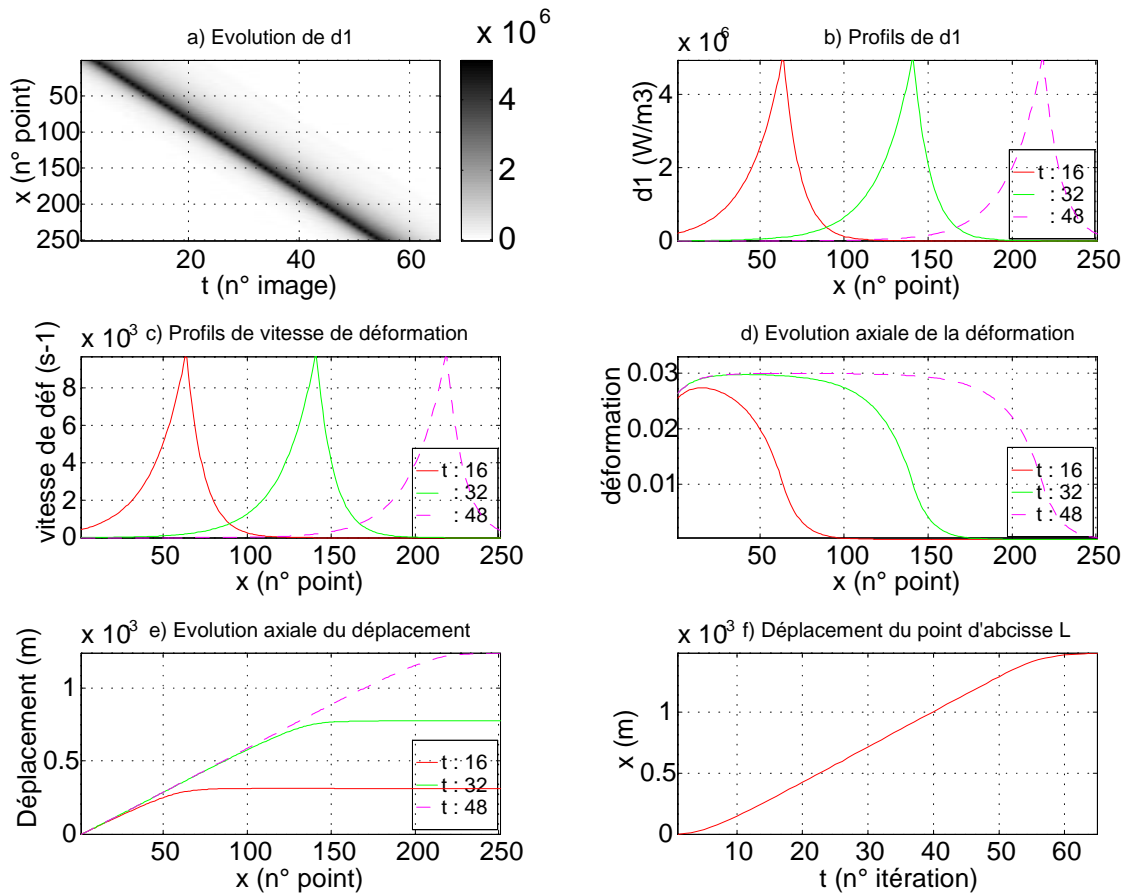 a) Evolution de d1
x 10 6
50
100
150
200
250
x (n° point)
20
40
60
t (n° image)
4
2
0
b) Profils de d1
x 10 6
4
2
0
d1 (W/m3)
50
100
150
200
250
x (n° point)
t : 16
: 32
: 48
c) Profils de vitesse de déformation
x 10 3
8
6
4
2
0
vitesse de déf (s-1)
50
100
150
200
250
x (n° point)
t : 16
: 32
: 48
d) Evolution axiale de la déformation
0.03
0.02
0.01
déformation
50
100
150
200
250
x (n° point)
t : 16
t : 32
t : 48
e) Evolution axiale du déplacement
x 10 3
1
0.5
0
Déplacement (m)
50
100
150
200
250
x (n° point)
t : 16
t : 32
t : 48
f) Déplacement du point d'abcisse L
x 10 3
1
0.5
0
x (m)
10
20
30
40
50
60
t (n° itération)